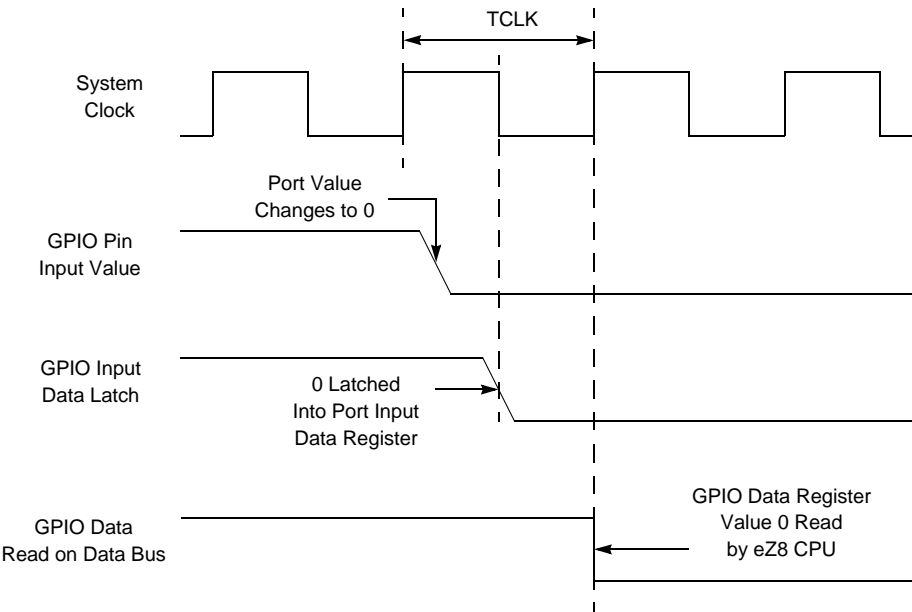 TCLK
System
Clock
Port Value
Changes to 0
GPIO Pin
Input Value
GPIO Input
Data Latch
0 Latched
Into Port Input
Data Register
GPIO Data Register
Value 0 Read
by eZ8 CPU
GPIO Data
Read on Data Bus